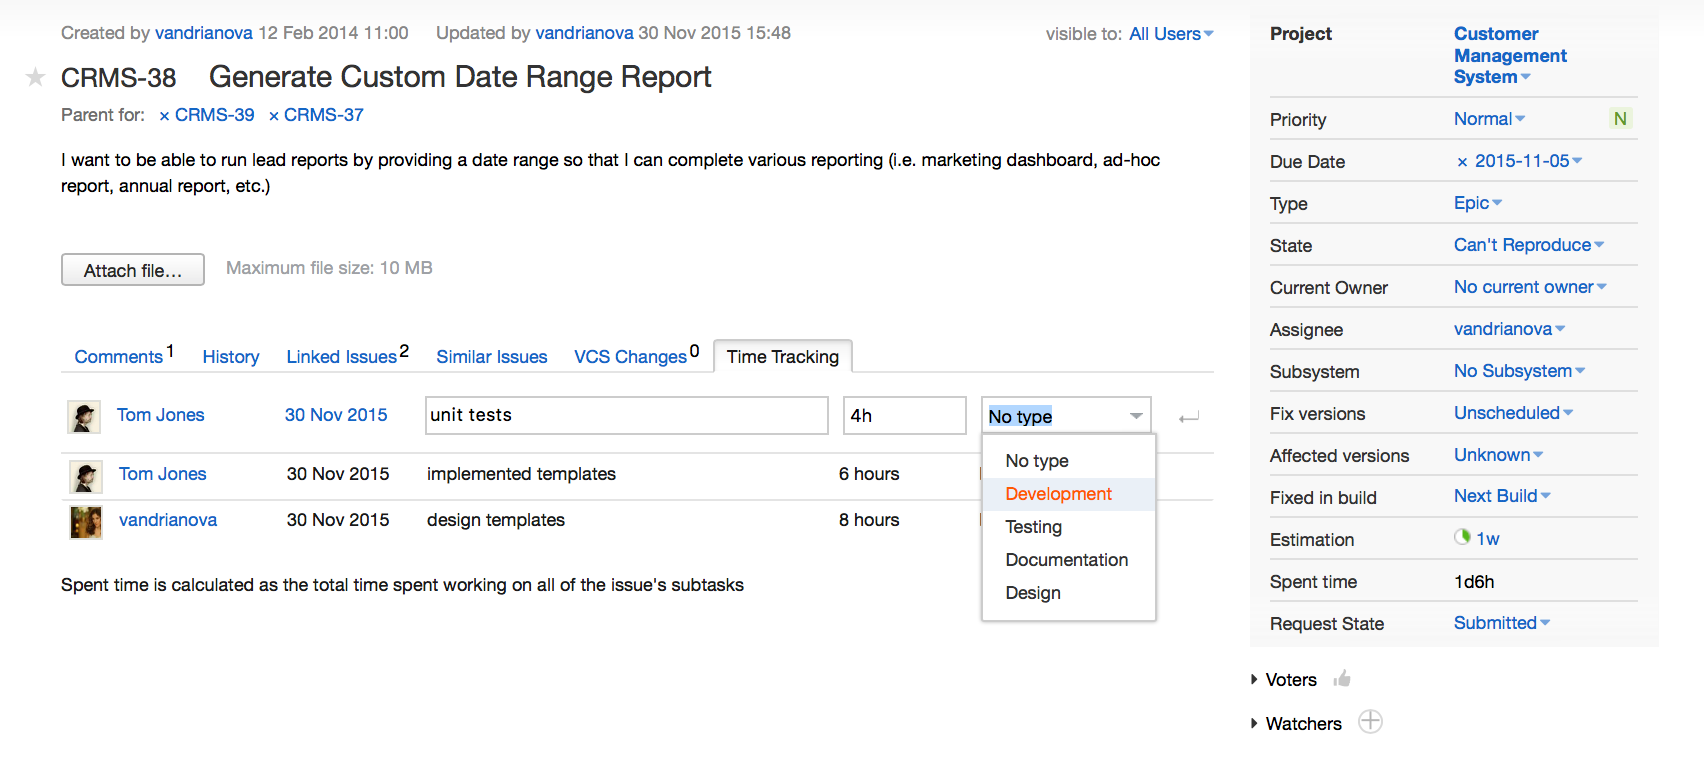 Created by vandrianova 12 Feb 2014 11:00 Updated by vandrianova 30 Nov 2015 15:48 visible to: All Users
CRMS-38 Generate Custom Date Range Report
Parent for: × CRMS-39 × CRMS-37
I want to be able to run lead reports by providing a date range so that I can complete various reporting (i.e. marketing dashboard, ad-hoc
report, annual report, etc.)
Attach file... Maximum file size: 10 MB
Comments 1 History Linked Issues 2 Similar Issues VCS Changes 0 Time Tracking
Tom Jones 30 Nov 2015 unit tests 4h No type
Tom Jones 30 Nov 2015 implemented templates 6 hours
vandrianova 30 Nov 2015 design templates 8 hours
No type
Development
Testing
Documentation
Design
Spent time is calculated as the total time spent working on all of the issue's subtasks
Project Customer
Management
System
Priority Normal N
Due Date × 2015-11-05
Type Epic
State Can't Reproduce
Current Owner No current owner
Assignee vandrianova
Subsystem No Subsystem
Fix versions Unscheduled
Affected versions Unknown
Fixed in build Next Build
Estimation 1w
Spent time 1d6h
Request State Submitted
Voters
Watchers